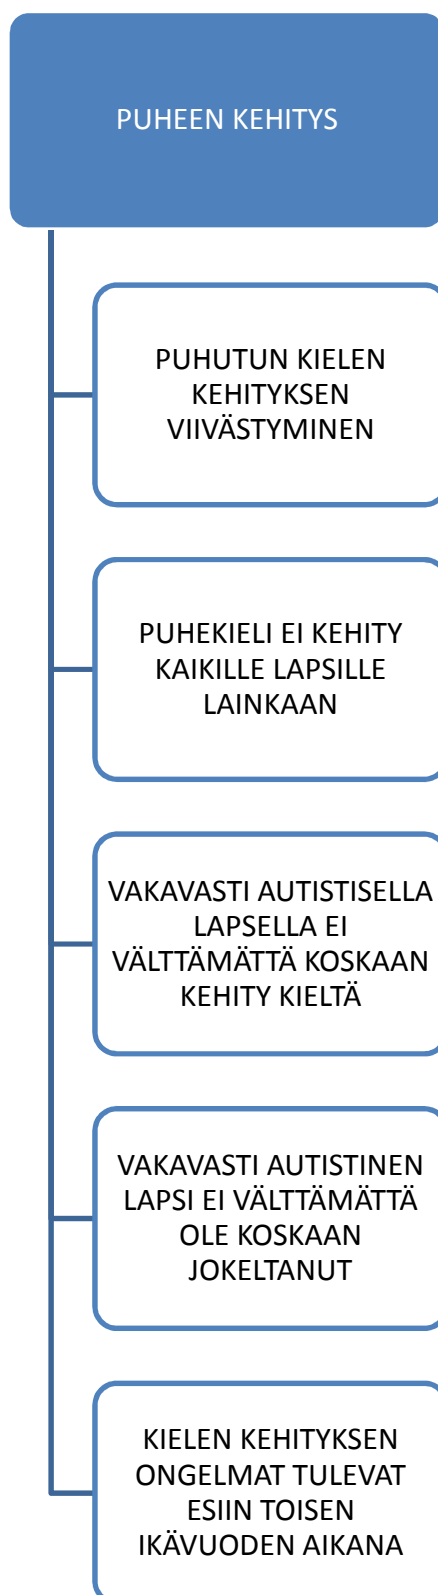 PUHEEN KEHITYS
PUHUTUN KIELEN
KEHITYKSEN
VIIVÄSTYMINEN
PUHEKIELI EI KEHITY
KAIKILLE LAPSILLE
LAINKAAN
VAKAVASTI AUTISTISELLA
LAPSELLA EI
VÄLTTÄMÄTTÄ KOSKAAN
KEHITY KIELTÄ
VAKAVASTI AUTISTINEN
LAPSI EI VÄLTTÄMÄTTÄ
OLE KOSKAAN
JOKELTANUT
KIELEN KEHITYKSEN
ONGELMAT TULEVAT
ESIIN TOISEN
IKÄVUODEN AIKANA